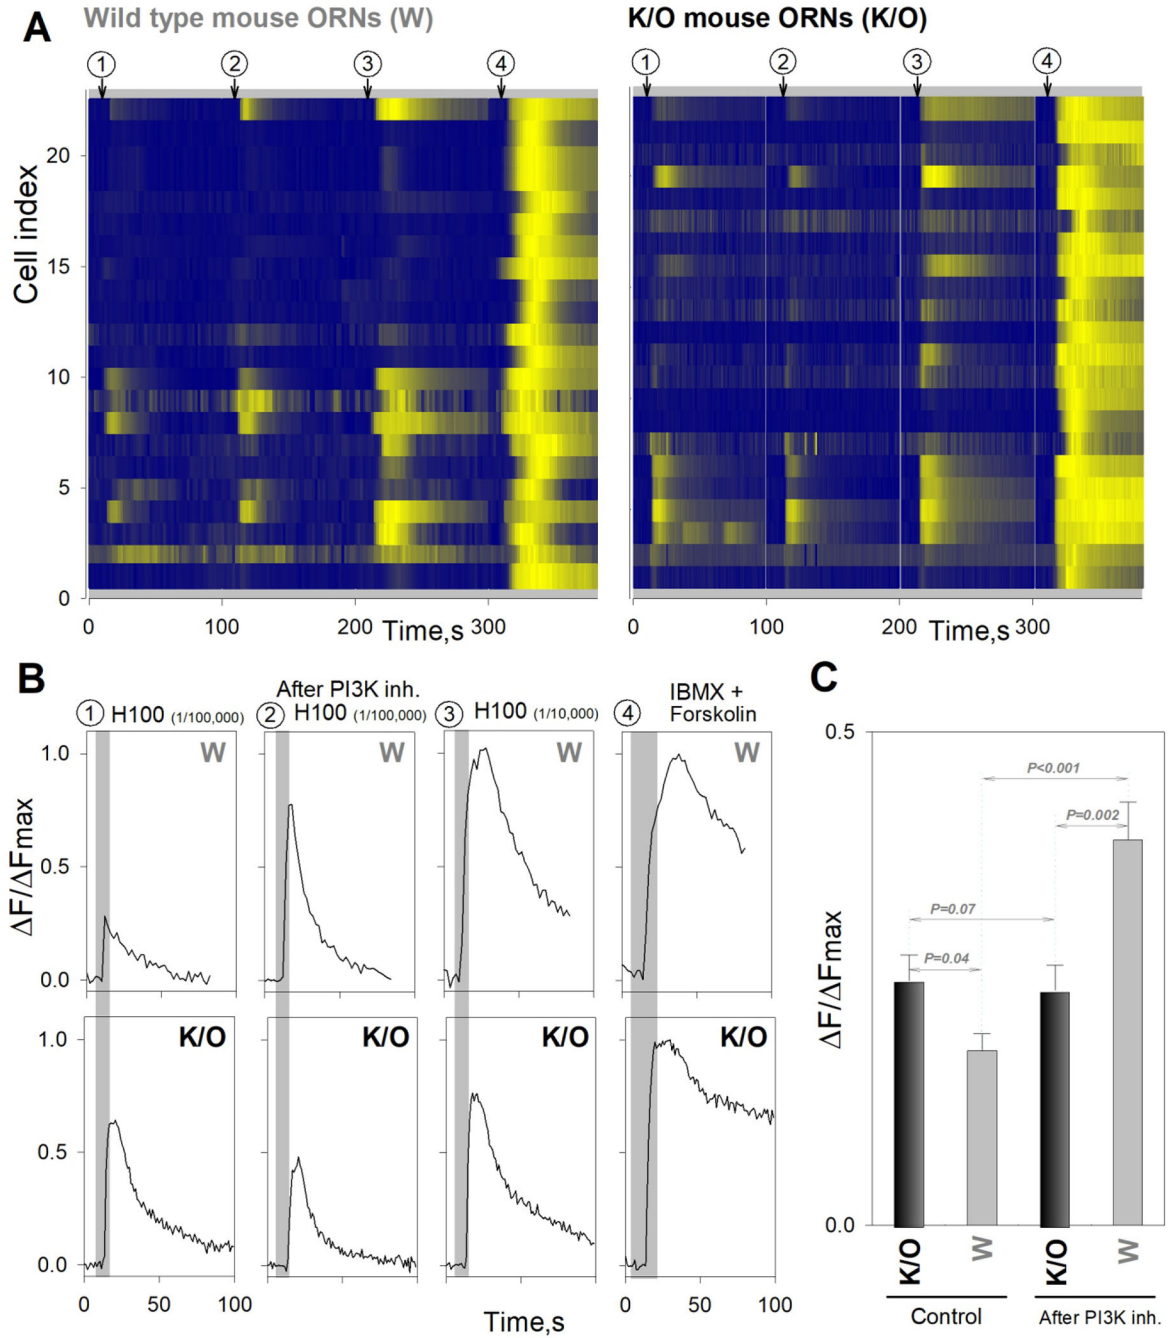 A
Wild type mouse ORNs (W)
K/O mouse ORNs (K/O)
1 2 3 4
1 2 3 4
Cell index
20
15
10
5
0
0 100 200 Time,s 300
0 100 200 Time,s 300
B
1 H100 (1/100,000)
After PI3K inh.
2 H100 (1/100,000)
3 H100 (1/10,000)
4 IBMX +
Forskolin
W W W W
1.0
0.5
0.0
ΔF/ΔFmax
K/O K/O K/O K/O
1.0
0.5
0.0
0 50 100
0 50 100
Time,s
C
0.5
ΔF/ΔFmax
0.0
P<0.001
P=0.002
P=0.07
P=0.04
K/O W K/O W
Control After PI3K inh.